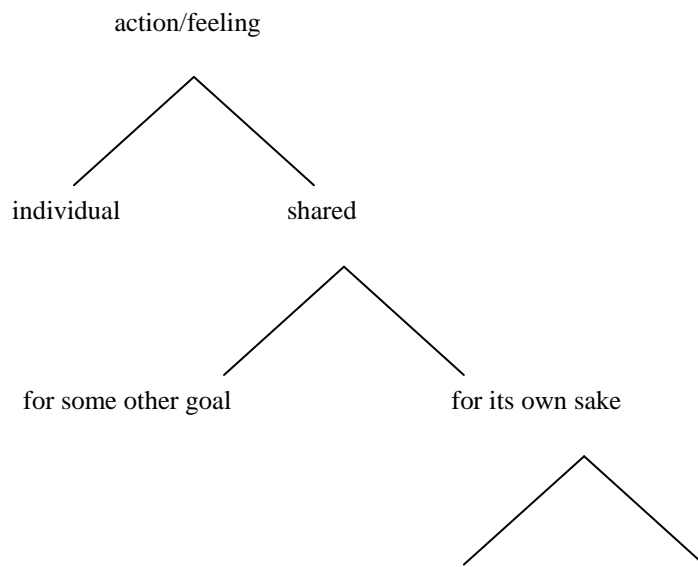 action/feeling
individual shared
for some other goal for its own sake